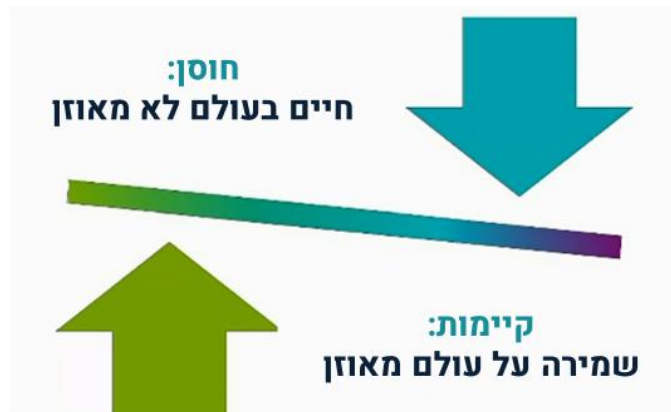 חוסן:
חיים בעולם לא מאוזן
קיימות:
שמירה על עולם מאוזן